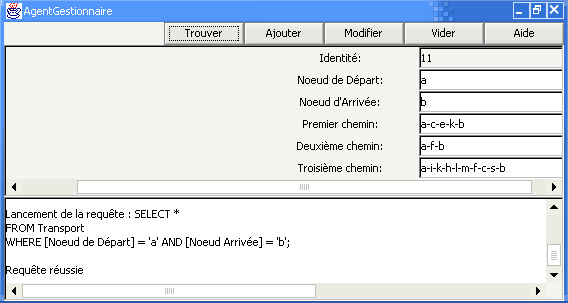 AgentGestionnaire
Trouver Ajouter Modifier Vider Aide
Identité: 11
Noeud de Départ: a
Noeud d'Arrivée: b
Premier chemin: a-c-e-k-b
Deuxième chemin: a-f-b
Troisième chemin: a-i-k-h-l-m-f-c-s-b
Lancement de la requête : SELECT *
FROM Transport
WHERE [Noeud de Départ] = 'a' AND [Noeud Arrivée] = 'b';
Requête réussie